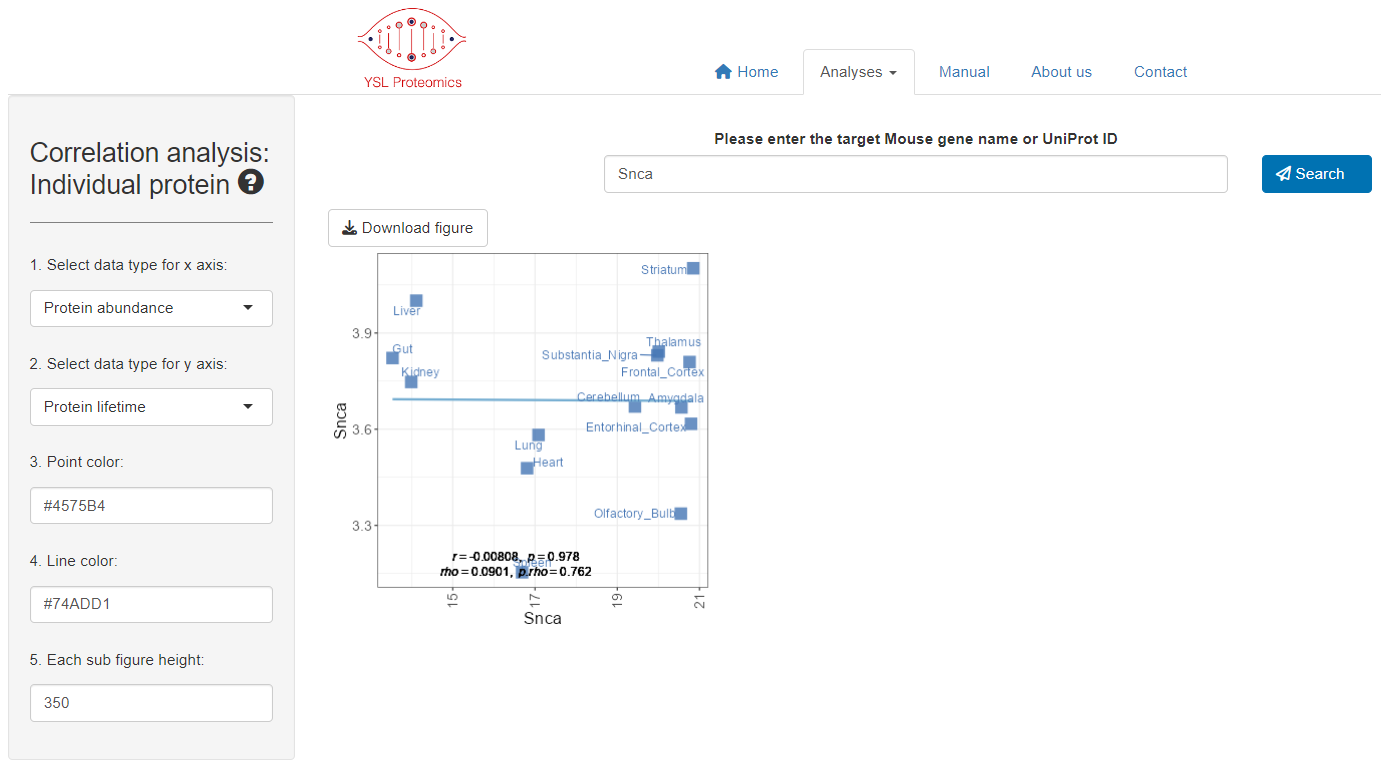 YSL Proteomics
Home
Analyses
Manual
About us
Contact
Correlation analysis:
Individual protein
1. Select data type for x axis:
Protein abundance
2. Select data type for y axis:
Protein lifetime
3. Point color:
#4575B4
4. Line color:
#74ADD1
5. Each sub figure height:
350
Please enter the target Mouse gene name or UniProt ID
Snca
Search
Download figure
Striatum
Liver
3.9
Thalamus
Gut
Substantia_Nigra
Kidney
Frontal_Cortex
Cerebellum
Amygdala
3.6
Entorhinal_Cortex
Snca
Lung
Heart
Olfactory_Bulb
3.3
r = -0.00808, p = 0.978
Spleen
rho = 0.0901, p.rho = 0.762
15
17
19
21
Snca